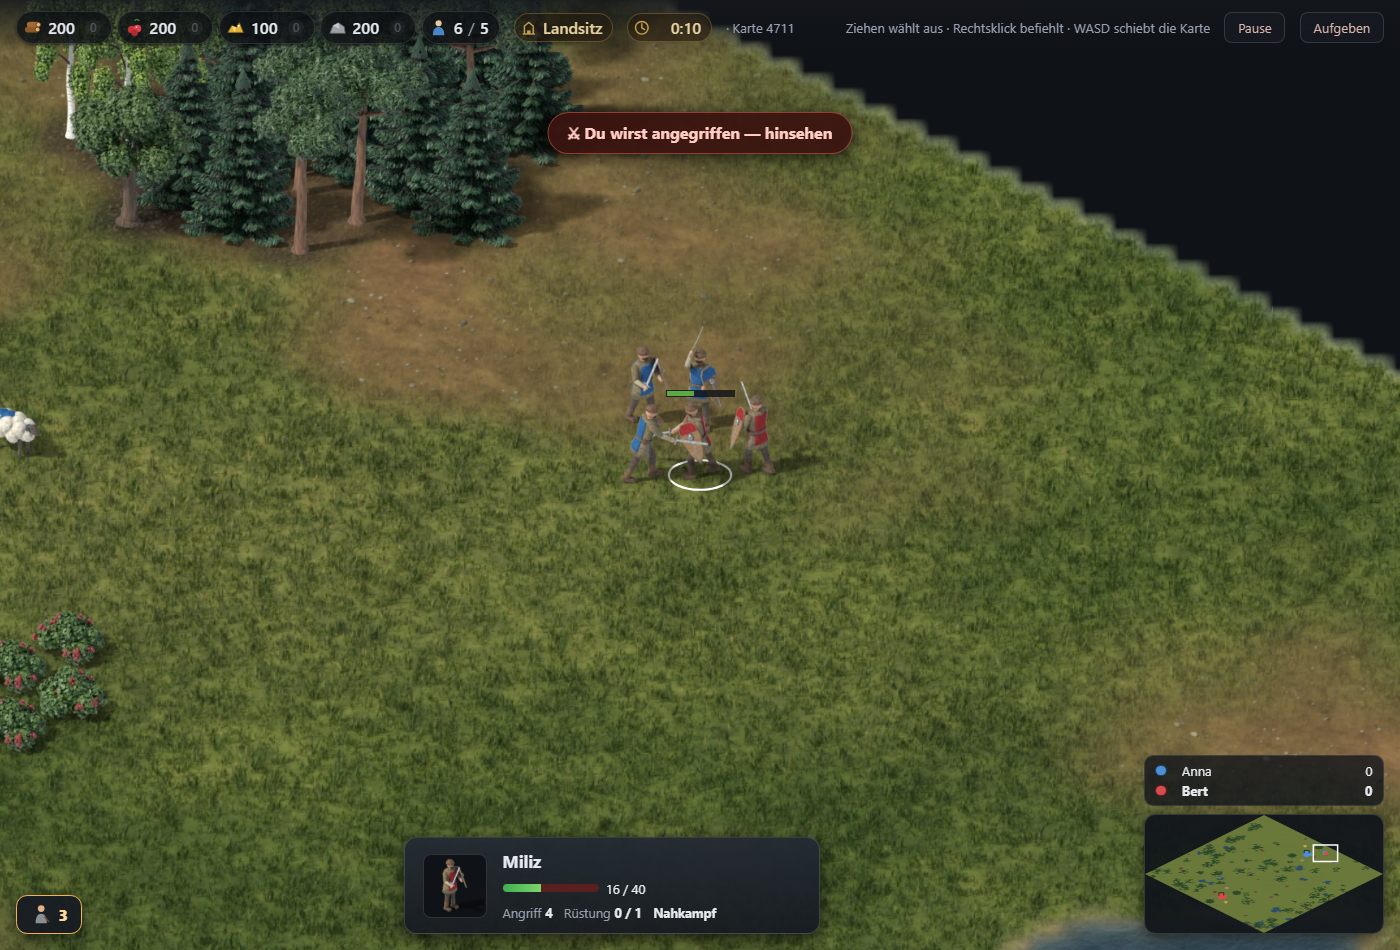 200 0 200 0 100 0 200 0 6 / 5 Landsitz 0:10 · Karte 4711 Ziehen wählt aus · Rechtsklick befiehlt · WASD schiebt die Karte Pause Aufgeben
Du wirst angegriffen — hinsehen
Anna 0
Bert 0
Miliz
16 / 40
Angriff 4 Rüstung 0 / 1 Nahkampf
3